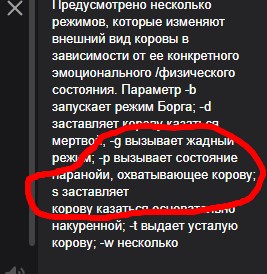 Предусмотрено несколько
режимов, которые изменяют
внешний вид коровы в
зависимости от ее конкретного
эмоционального /физического
состояния. Параметр -b
запускает режим Борга; -d
заставляет корову казаться
мертвой; -g вызывает жадный
режим; -p вызывает состояние
паранойи, охватывающее корову;
s заставляет
корову казаться основательно
накуренной; -t выдает усталую
корову; -w несколько